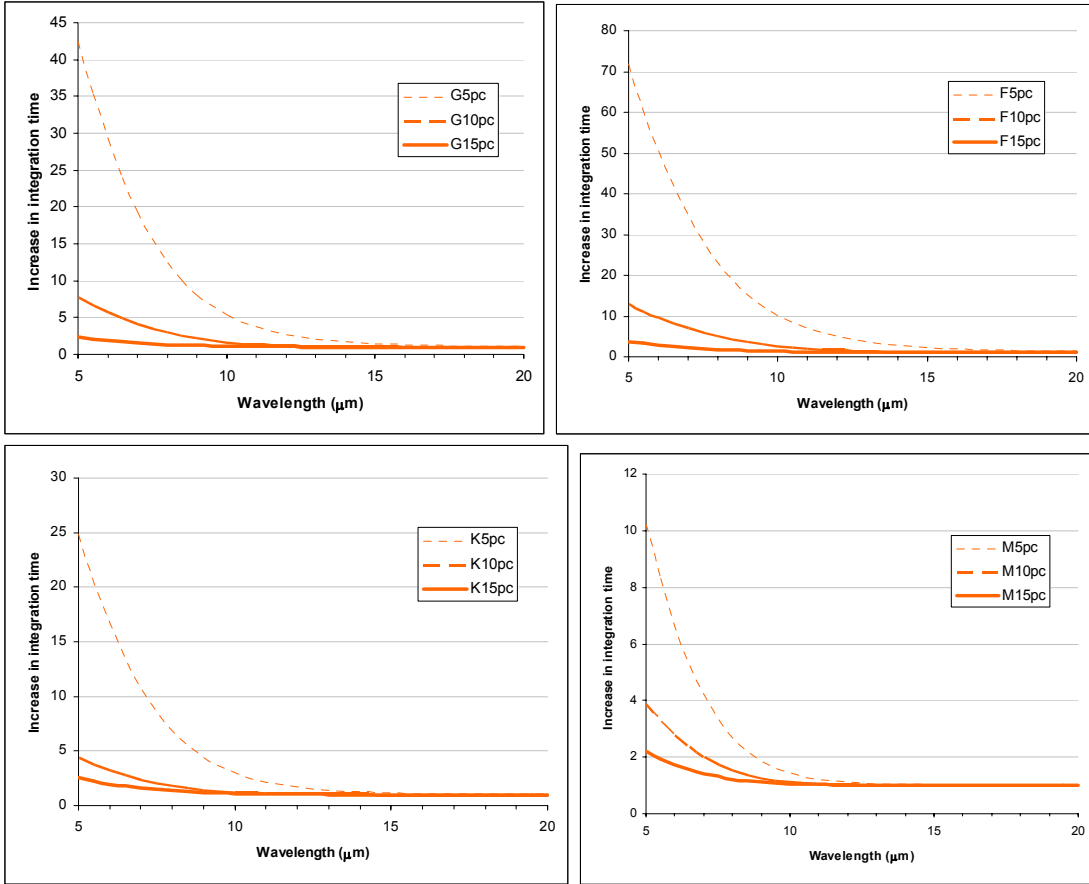 Increase in integration time
45
40
35
30
25
20
15
10
5
0
5 10 15 20
Wavelength (μm)
G5pc
G10pc
G15pc
Increase in integration time
80
70
60
50
40
30
20
10
0
5 10 15 20
Wavelength (μm)
F5pc
F10pc
F15pc
Increase in integration time
30
25
20
15
10
5
0
5 10 15 20
Wavelength (μm)
K5pc
K10pc
K15pc
Increase in integration time
12
10
8
6
4
2
0
5 10 15 20
Wavelength (μm)
M5pc
M10pc
M15pc